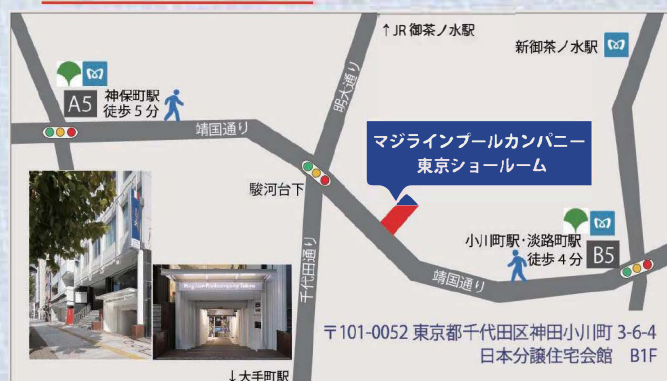 ↑JR 御茶ノ水駅
新御茶ノ水駅
明大通り
A5
神保町駅
徒歩5分
靖国通り
マジラインプールカンパニー
東京ショールーム
駿河台下
千代田通り
小川町駅・淡路町駅
徒歩4分
B5
靖国通り
〒101-0052 東京都千代田区神田小川町 3-6-4
日本分譲住宅会館 B1F
↓大手町駅